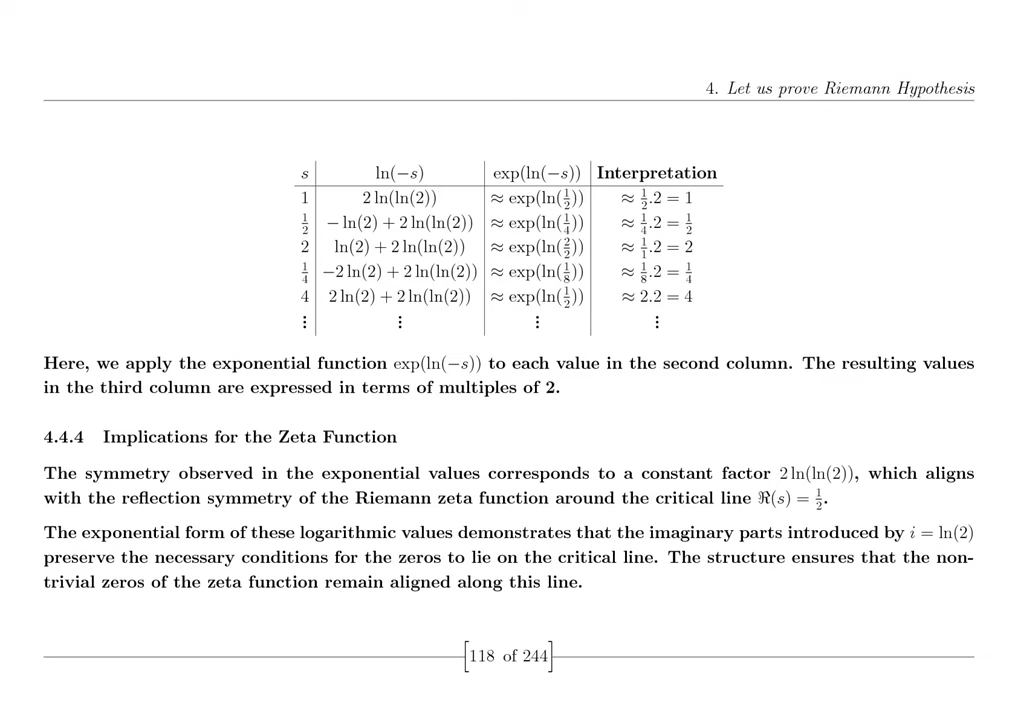 4. Let us prove Riemann Hypothesis
s ln(−s) exp(ln(−s)) Interpretation
1 2 ln(ln(2)) ≈ exp(ln(1/2)) ≈ 1/2.2 = 1
1/2 − ln(2) + 2 ln(ln(2)) ≈ exp(ln(1/4)) ≈ 1/4.2 = 1/2
2 ln(2) + 2 ln(ln(2)) ≈ exp(ln(2/2)) ≈ 1/1.2 = 2
1/4 −2 ln(2) + 2 ln(ln(2)) ≈ exp(ln(1/8)) ≈ 1/8.2 = 1/4
4 2 ln(2) + 2 ln(ln(2)) ≈ exp(ln(1/2)) ≈ 2.2 = 4
⋮ ⋮ ⋮ ⋮
Here, we apply the exponential function exp(ln(−s)) to each value in the second column. The resulting values
in the third column are expressed in terms of multiples of 2.
4.4.4 Implications for the Zeta Function
The symmetry observed in the exponential values corresponds to a constant factor 2 ln(ln(2)), which aligns
with the reflection symmetry of the Riemann zeta function around the critical line ℜ(s) = 1/2.
The exponential form of these logarithmic values demonstrates that the imaginary parts introduced by i = ln(2)
preserve the necessary conditions for the zeros to lie on the critical line. The structure ensures that the non-
trivial zeros of the zeta function remain aligned along this line.
[118 of 244]